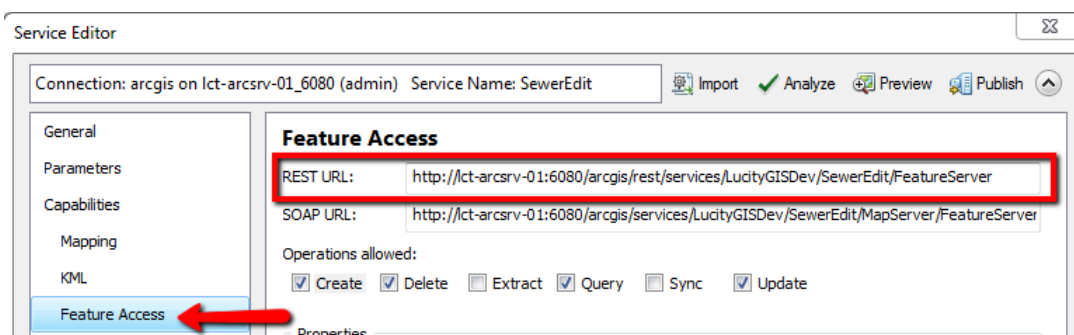 Service Editor
Connection: arcgis on lct-arcsrv-01_6080 (admin) Service Name: SewerEdit
Import
Analyze
Preview
Publish
General
Parameters
Capabilities
Mapping
KML
Feature Access
Feature Access
REST URL: http://lct-arcsrv-01:6080/arcgis/rest/services/LucityGISDev/SewerEdit/FeatureServer
SOAP URL: http://lct-arcsrv-01:6080/arcgis/services/LucityGISDev/SewerEdit/MapServer/FeatureServer
Operations allowed:
Create Delete Extract Query Sync Update
Properties